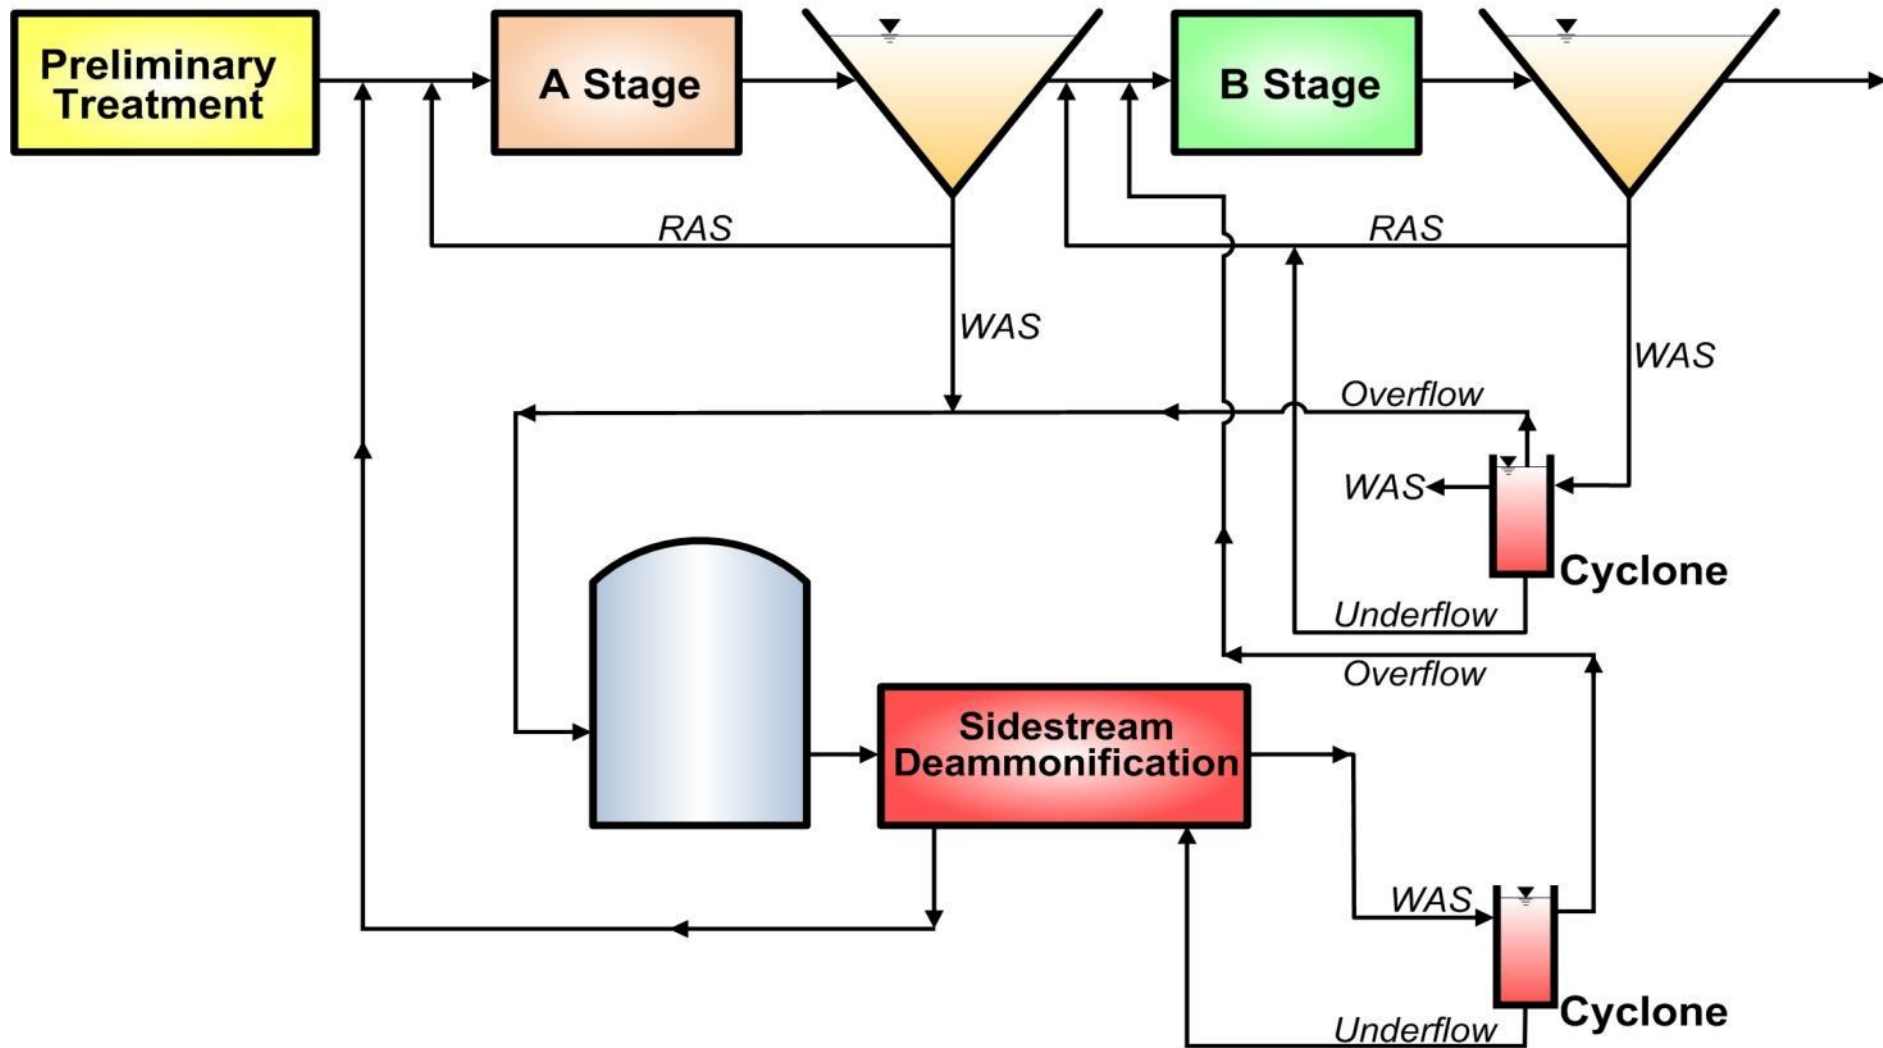 Preliminary
Treatment
A Stage
B Stage
RAS
RAS
WAS
WAS
Overflow
WAS
Cyclone
Underflow
Overflow
Sidestream
Deammonification
WAS
Cyclone
Underflow